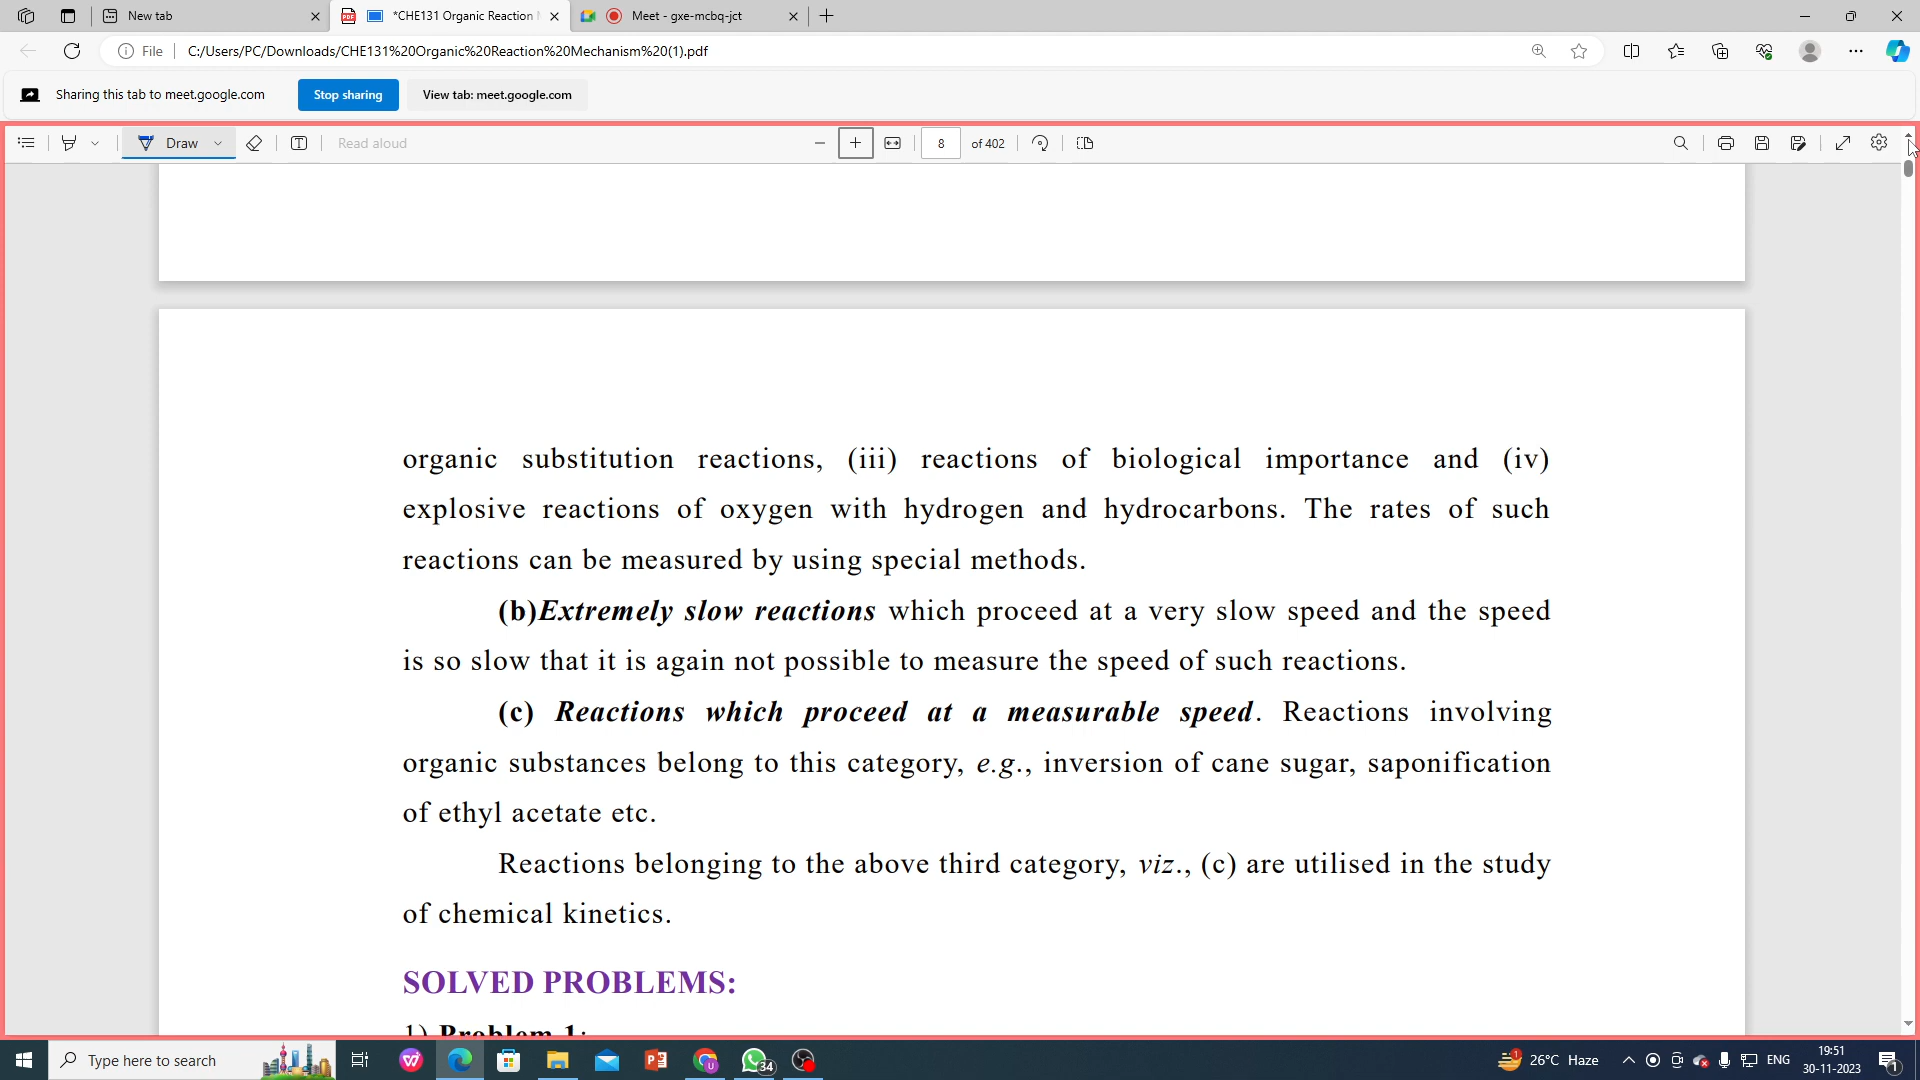 New tab
*CHE131 Organic Reaction
Meet - gxe-mcbq-jct
File
C:/Users/PC/Downloads/CHE131%20Organic%20Reaction%20Mechanism%20(1).pdf
Sharing this tab to meet.google.com
Stop sharing
View tab: meet.google.com
Draw
Read aloud
8
of 402
organic substitution reactions, (iii) reactions of biological importance and (iv)
explosive reactions of oxygen with hydrogen and hydrocarbons. The rates of such
reactions can be measured by using special methods.
(b)Extremely slow reactions which proceed at a very slow speed and the speed
is so slow that it is again not possible to measure the speed of such reactions.
(c) Reactions which proceed at a measurable speed. Reactions involving
organic substances belong to this category, e.g., inversion of cane sugar, saponification
of ethyl acetate etc.
Reactions belonging to the above third category, viz., (c) are utilised in the study
of chemical kinetics.
SOLVED PROBLEMS:
1) Problem 1:
Type here to search
34
26°C Haze
ENG
19:51
30-11-2023
1